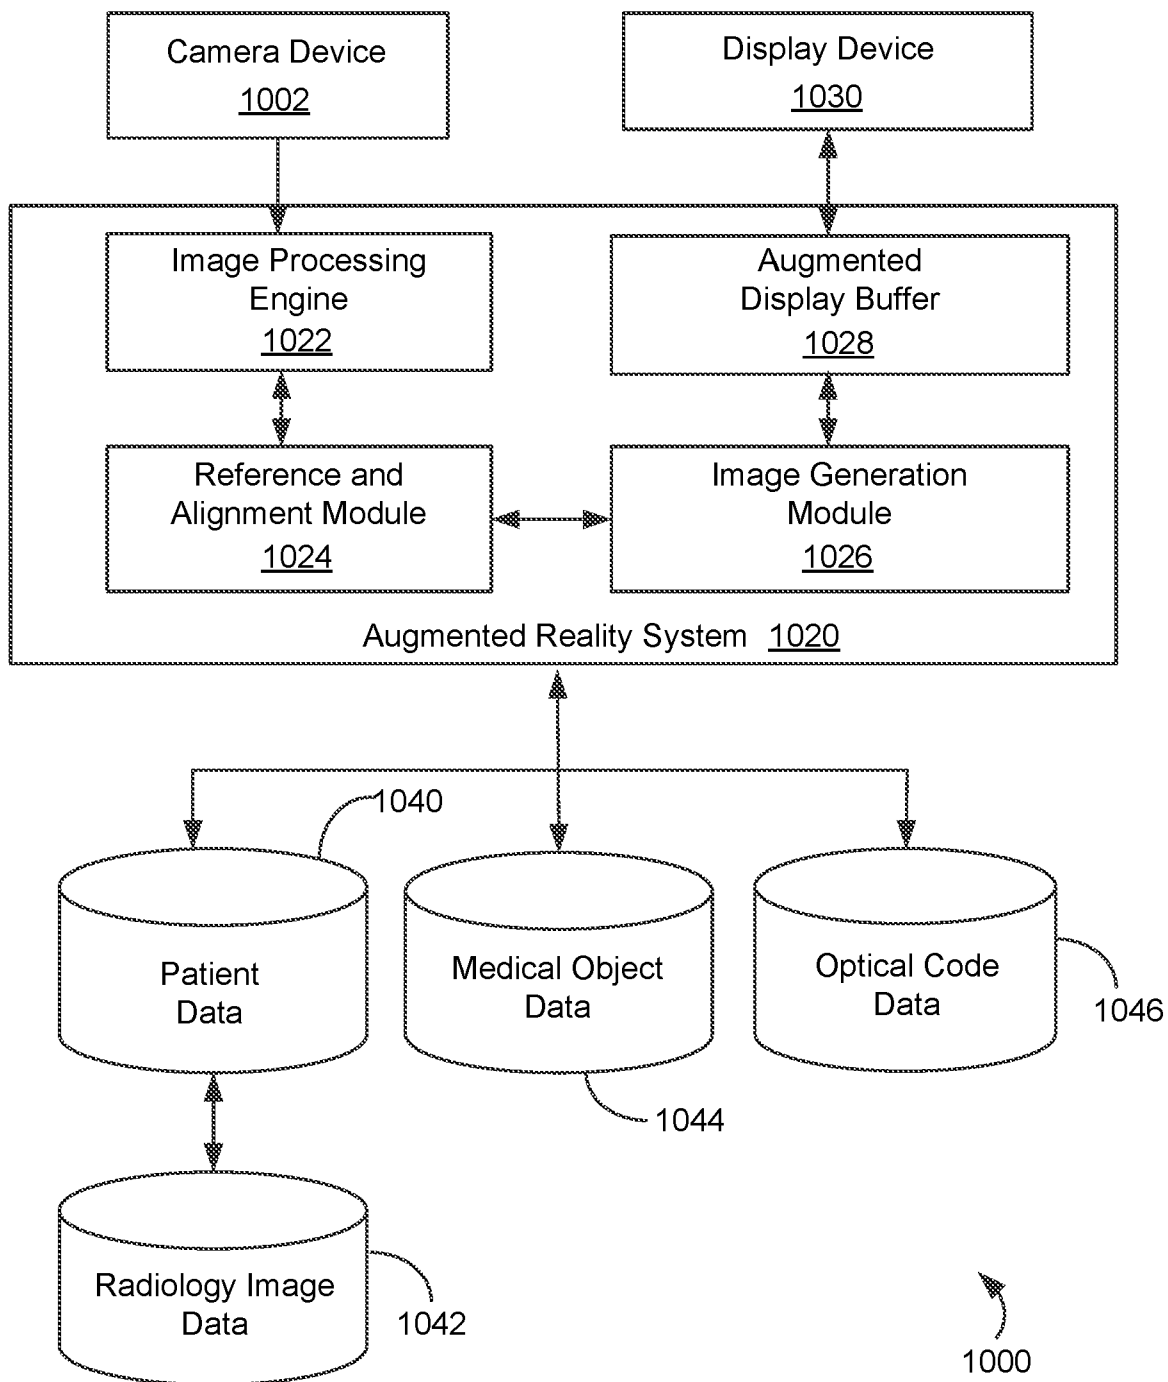 Camera Device
1002
Display Device
1030
Image Processing
Engine
1022
Augmented
Display Buffer
1028
Reference and
Alignment Module
1024
Image Generation
Module
1026
Augmented Reality System 1020
1040
Patient
Data
Medical Object
Data
Optical Code
Data
1046
1044
Radiology Image
Data
1042
1000